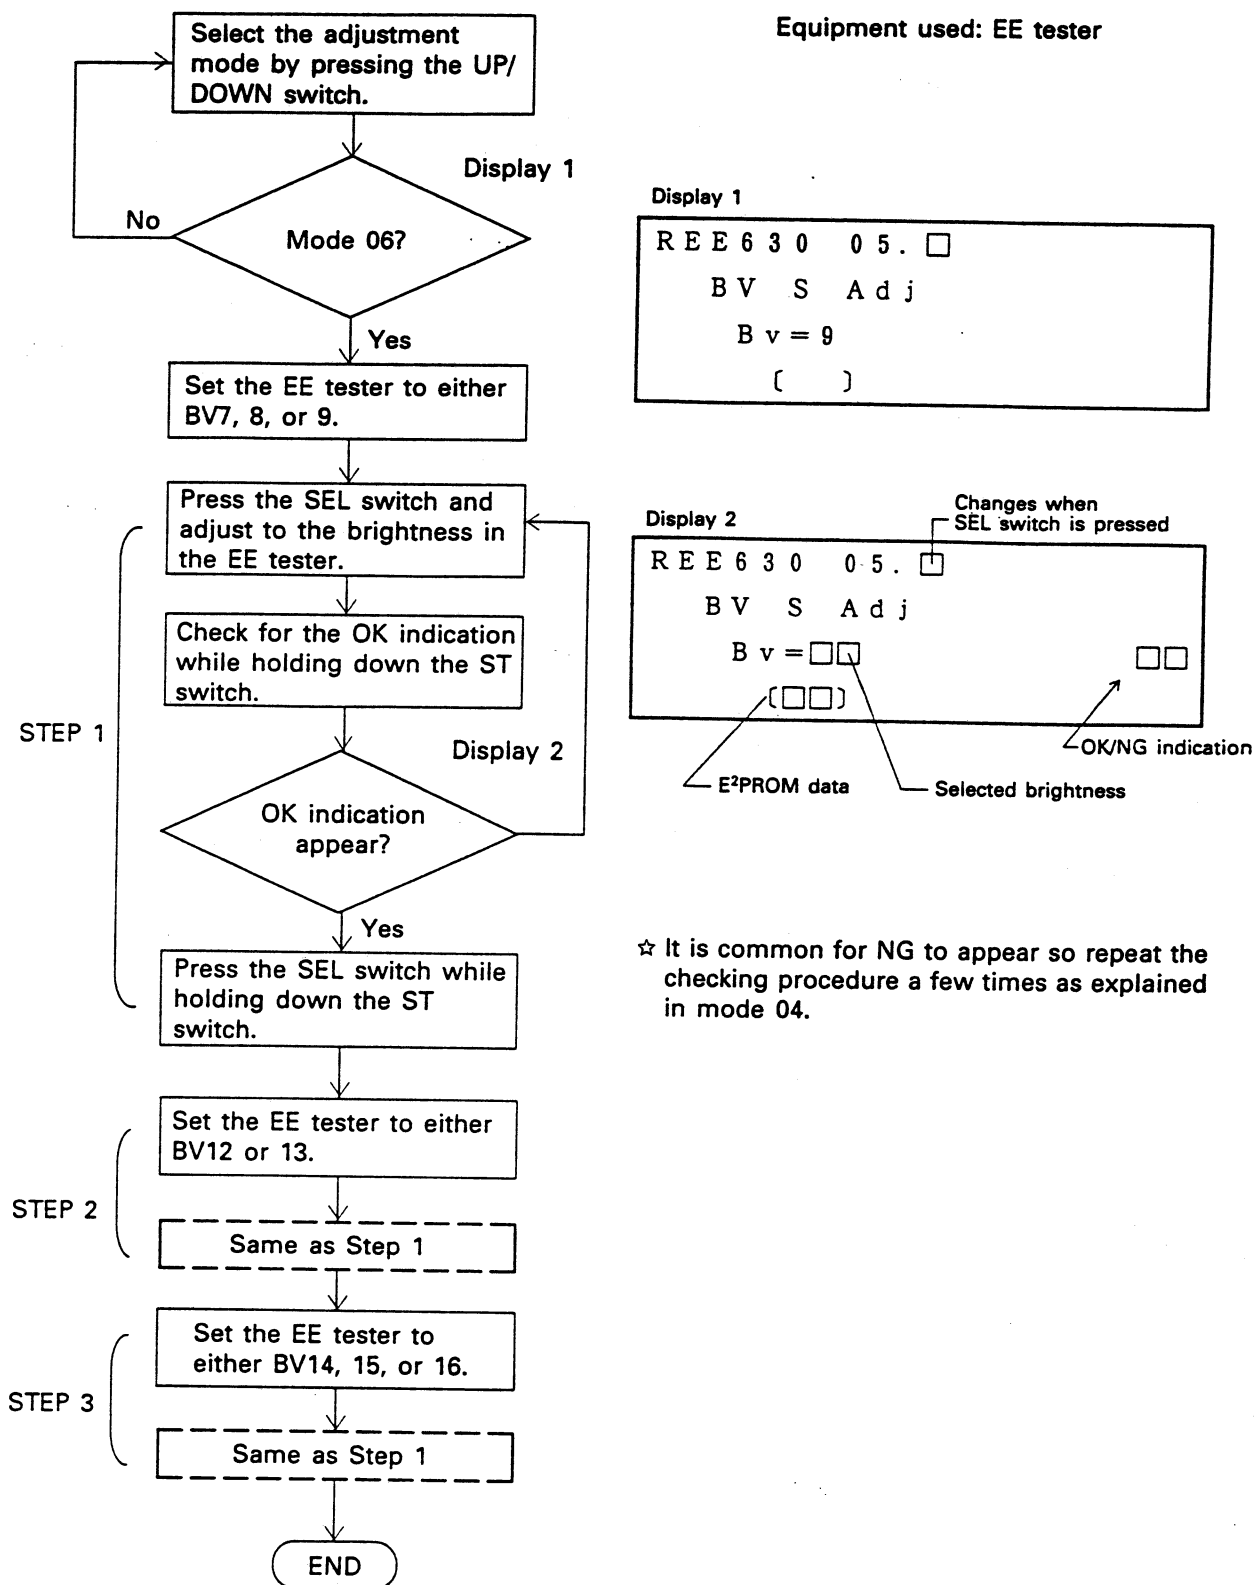 Select the adjustment
mode by pressing the UP/
DOWN switch.
Equipment used: EE tester
Display 1
No
Mode 06?
Yes
Set the EE tester to either
BV7, 8, or 9.
Press the SEL switch and
adjust to the brightness in
the EE tester.
Check for the OK indication
while holding down the ST
switch.
STEP 1
Display 2
OK indication
appear?
Yes
Press the SEL switch while
holding down the ST
switch.
Set the EE tester to either
BV12 or 13.
STEP 2
Same as Step 1
Set the EE tester to
either BV14, 15, or 16.
STEP 3
Same as Step 1
END
Display 1
REE630 05.□
BV S Adj
Bv=9
( )
Display 2
Changes when
SEL switch is pressed
REE630 05.□
BV S Adj
Bv=□□ □□
(□□)
OK/NG indication
E²PROM data
Selected brightness
☆ It is common for NG to appear so repeat the
checking procedure a few times as explained
in mode 04.